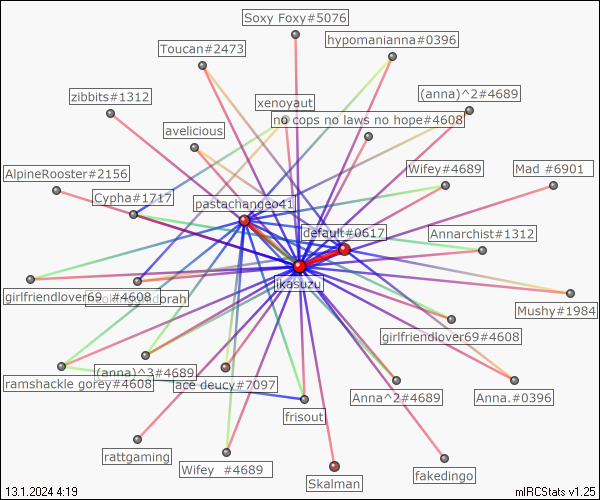 Soxy Foxy#5076
hypomanianna#0396
Toucan#2473
zibbits#1312
xenoyaut
(anna)^2#4689
no cops no laws no hope#4608
avelicious
AlpineRooster#2156
Wifey#4689
Mad #6901
Cypha#1717
pastachangeo41
default#0617
Annarchist#1312
ikasuzu
girlfriendlover69 #4608
Mushy#1984
girlfriendlover69#4608
(anna)^3#4689
ramshackle gorey#4608
ace deucy#7097
Anna^2#4689
Anna.#0396
frisout
rattgaming
Wifey #4689
Skalman
fakedingo
13.1.2024 4:19
mIRCStats v1.25